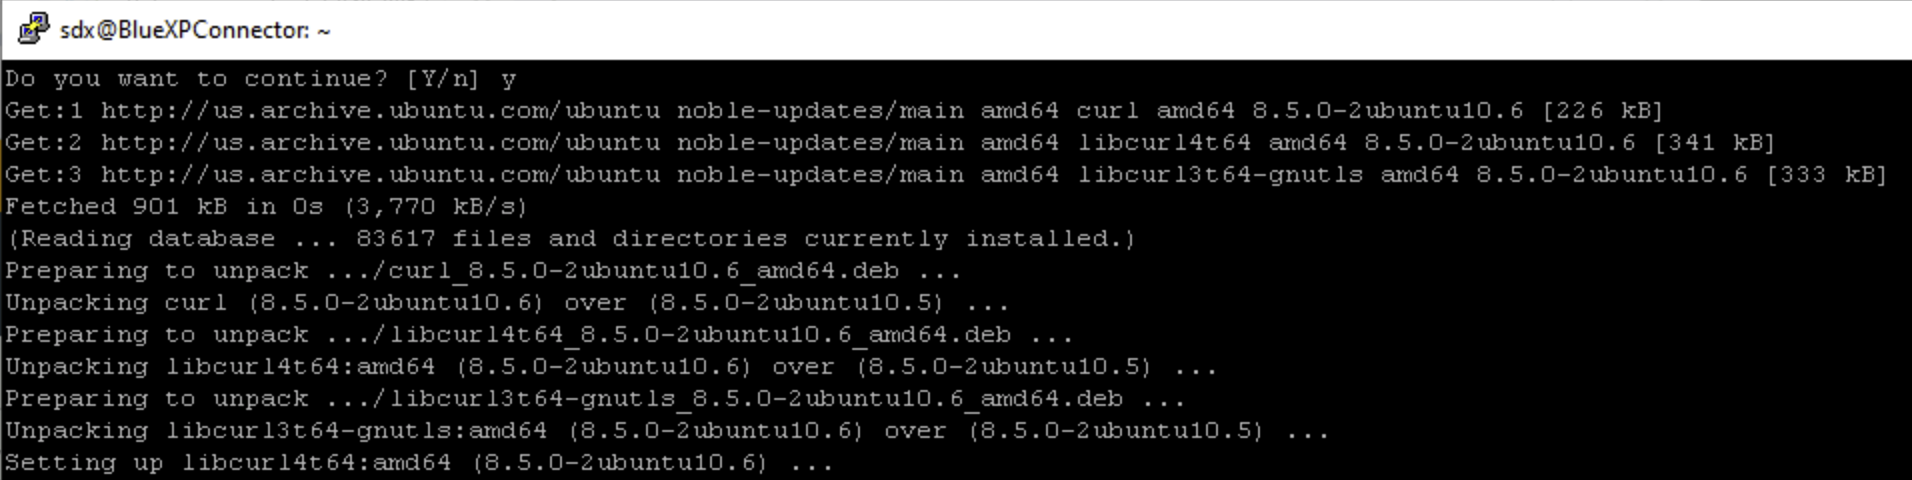 sdx@BlueXPConnector: ~
Do you want to continue? [Y/n] y
Get:1 http://us.archive.ubuntu.com/ubuntu noble-updates/main amd64 curl amd64 8.5.0-2ubuntu10.6 [226 kB]
Get:2 http://us.archive.ubuntu.com/ubuntu noble-updates/main amd64 libcurl4t64 amd64 8.5.0-2ubuntu10.6 [341 kB]
Get:3 http://us.archive.ubuntu.com/ubuntu noble-updates/main amd64 libcurl3t64-gnutls amd64 8.5.0-2ubuntu10.6 [333 kB]
Fetched 901 kB in 0s (3,770 kB/s)
(Reading database ... 83617 files and directories currently installed.)
Preparing to unpack .../curl_8.5.0-2ubuntu10.6_amd64.deb ...
Unpacking curl (8.5.0-2ubuntu10.6) over (8.5.0-2ubuntu10.5) ...
Preparing to unpack .../libcurl4t64_8.5.0-2ubuntu10.6_amd64.deb ...
Unpacking libcurl4t64:amd64 (8.5.0-2ubuntu10.6) over (8.5.0-2ubuntu10.5) ...
Preparing to unpack .../libcurl3t64-gnutls_8.5.0-2ubuntu10.6_amd64.deb ...
Unpacking libcurl3t64-gnutls:amd64 (8.5.0-2ubuntu10.6) over (8.5.0-2ubuntu10.5) ...
Setting up libcurl4t64:amd64 (8.5.0-2ubuntu10.6) ...